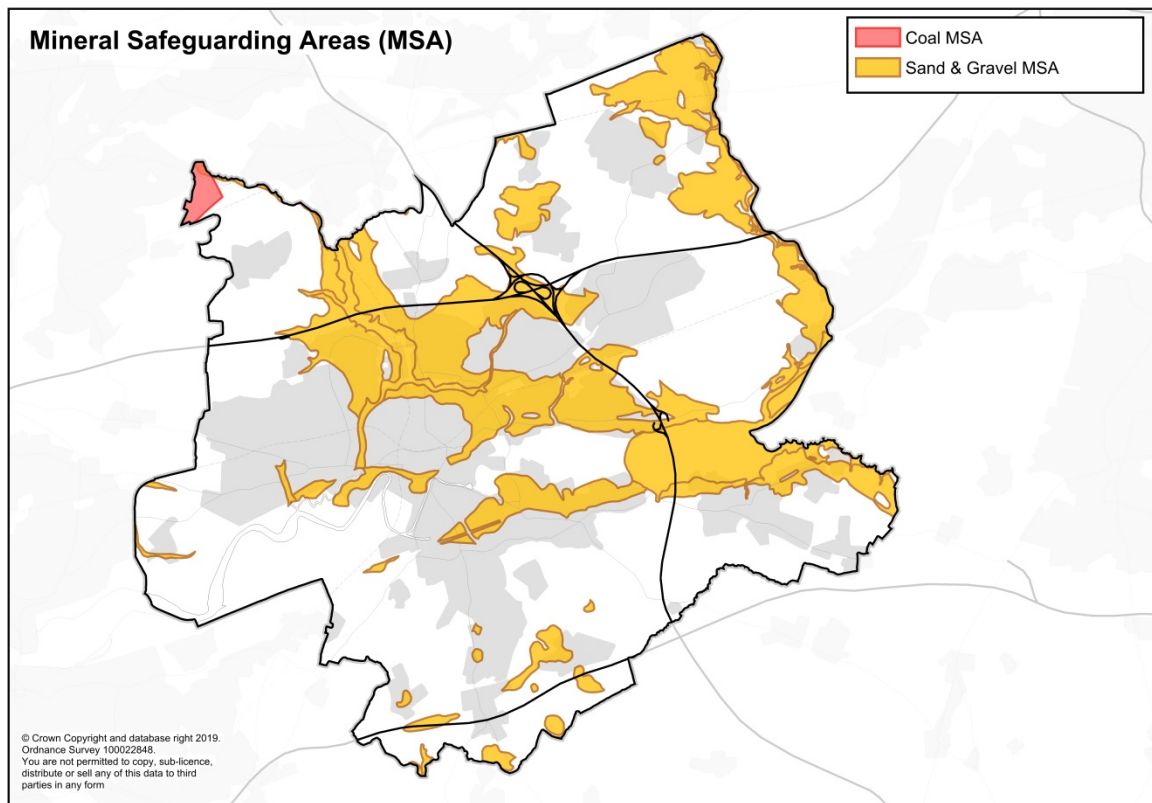 Mineral Safeguarding Areas (MSA)
Coal MSA
Sand & Gravel MSA
© Crown Copyright and database right 2019.
Ordnance Survey 100022848.
You are not permitted to copy, sub-licence,
distribute or sell any of this data to third
parties in any form